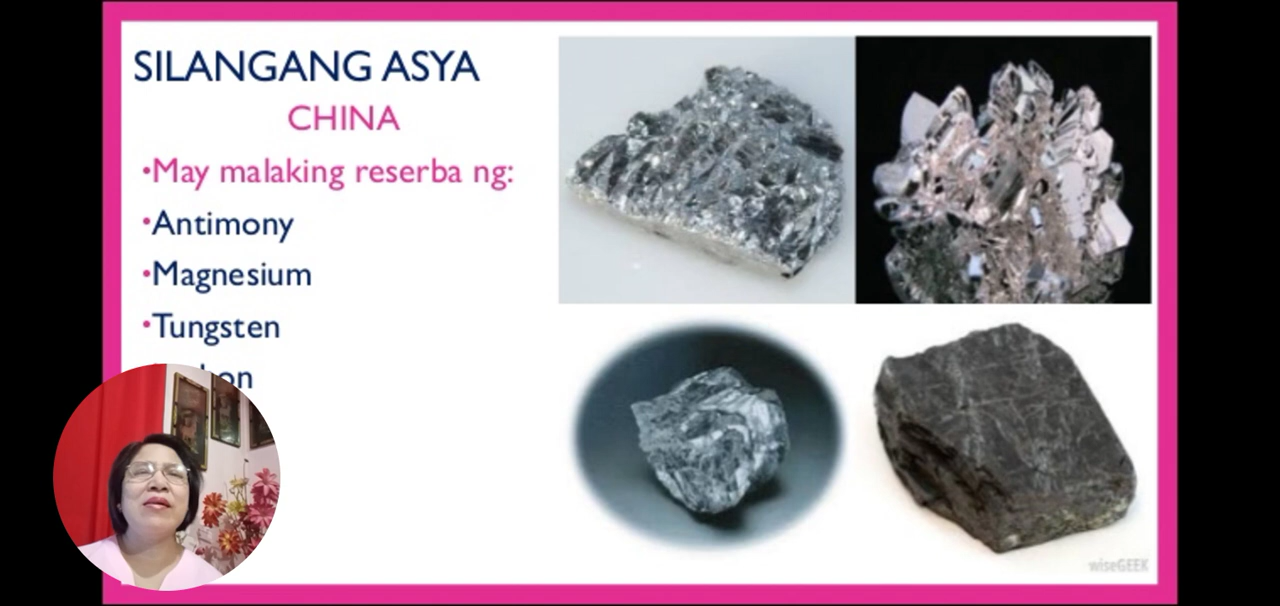 SILANGANG ASYA
CHINA
•May malaking reserba ng:
•Antimony
•Magnesium
•Tungsten
wiseGEEK